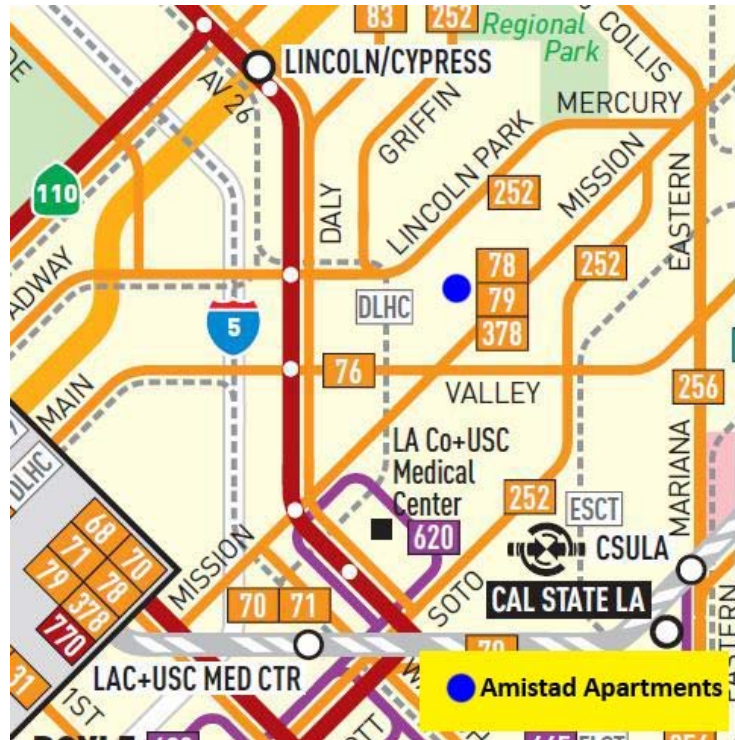 83
252
Regional
Park
COLLIS
LINCOLN/CYPRESS
AV 26
GRIFFIN
MERCURY
110
DALY
LINCOLN PARK
252
MISSION
EASTERN
ADWAY
78
79
378
252
DLHC
5
76
VALLEY
256
MAIN
LA Co+USC
Medical
Center
MARIANA
DLHC
252
ESCT
620
CSULA
68
70
71
78
79
378
770
MISSION
SOTO
CAL STATE LA
70
71
LAC+USC MED CTR
31
1ST
Amistad Apartments